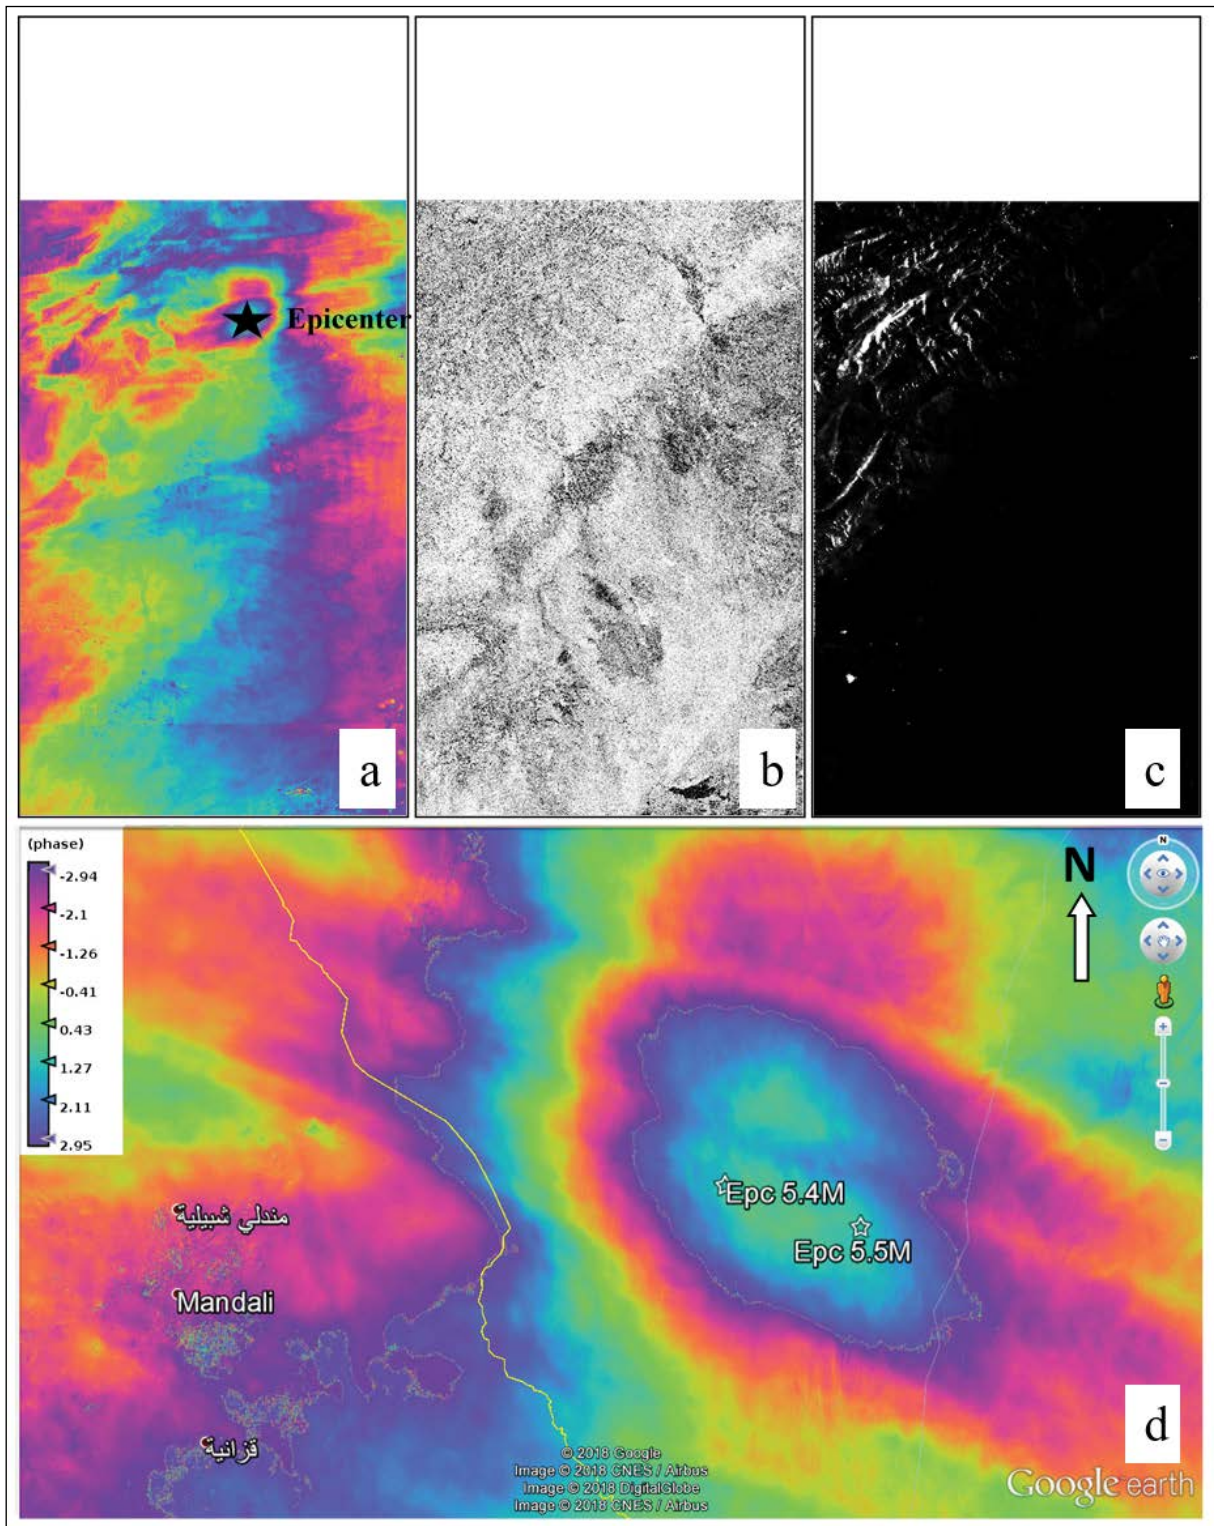 Epicenter
a
b
c
(phase)
-2.94
-2.1
-1.26
-0.41
0.43
1.27
2.11
2.95
N
N
Epc 5.4M
Epc 5.5M
مندلي شبيلية
Mandali
قزانية
d
© 2018 Google
Image © 2018 CNES / Airbus
Image © 2018 DigitalGlobe
Image © 2018 CNES / Airbus
Google earth